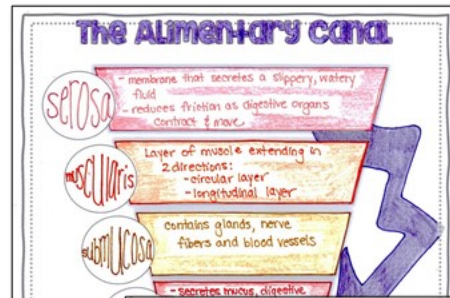 The Alimentary Canal
serosa
- membrane that secretes a slippery, watery
fluid
- reduces friction as digestive organs
contract & move
muscularis
Layer of muscle extending in
2 directions:
- circular layer
- longitudinal layer
submucosa
contains glands, nerve
fibers and blood vessels
- secretes mucus, digestive